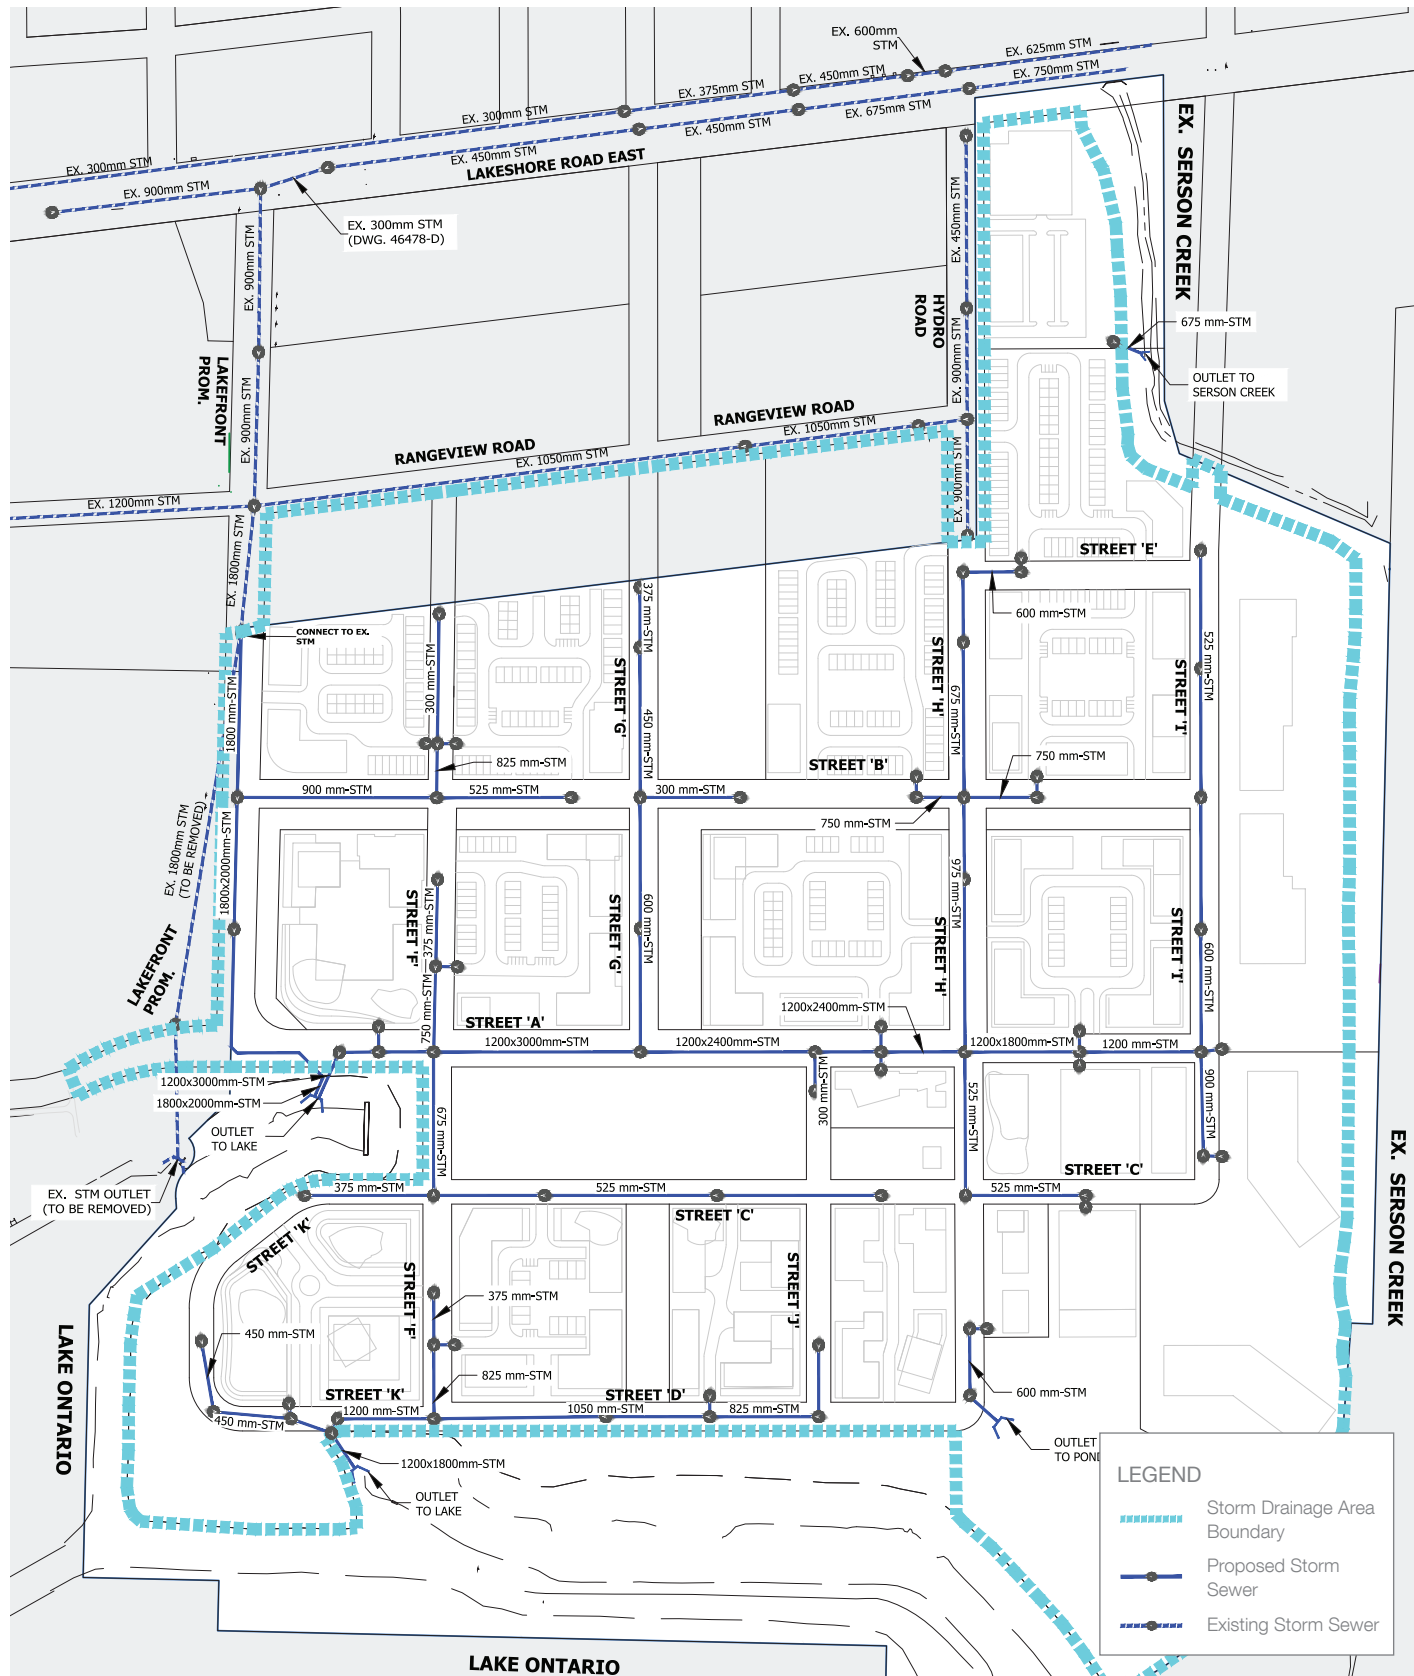 EX. 600mm
STM
EX. 625mm STM
EX. 450mm STM
EX. 750mm STM
EX. 375mm STM
EX. 300mm STM
EX. 675mm STM
EX. 450mm STM
EX. 450mm STM
LAKESHORE ROAD EAST
EX. 300mm STM
EX. 900mm STM
EX. 300mm STM
(DWG. 46478-D)
EX. SERSON CREEK
EX. 900mm STM
EX. 450mm STM
HYDRO
ROAD
675 mm-STM
OUTLET TO
SERSON CREEK
LAKEFRONT
PROM.
EX. 900mm STM
EX. 900mm STM
RANGEVIEW ROAD
EX. 1050mm STM
RANGEVIEW ROAD
EX. 1050mm STM
EX. 900mm STM
EX. 1200mm STM
EX. 1800mm STM
STREET 'E'
600 mm-STM
CONNECT TO EX.
STM
375 mm-STM
300 mm-STM
STREET 'G'
STREET 'H'
STREET 'I'
525 mm-STM
1800 mm-STM
450 mm-STM
675 mm-STM
825 mm-STM
STREET 'B'
750 mm-STM
900 mm-STM
525 mm-STM
300 mm-STM
750 mm-STM
EX. 1800mm STM
(TO BE REMOVED)
1800x2000mm-STM
STREET 'F'
375 mm-STM
600 mm-STM
STREET 'G'
975 mm-STM
STREET 'H'
STREET 'I'
600 mm-STM
LAKEFRONT
PROM.
750 mm-STM
STREET 'A'
1200x2400mm-STM
1200x3000mm-STM
1200x2400mm-STM
1200x1800mm-STM
1200 mm-STM
1200x3000mm-STM
1800x2000mm-STM
OUTLET
TO LAKE
675 mm-STM
300 mm-STM
525 mm-STM
900 mm-STM
STREET 'C'
EX. STM OUTLET
(TO BE REMOVED)
375 mm-STM
525 mm-STM
525 mm-STM
STREET 'C'
STREET 'K'
EX. SERSON CREEK
STREET 'F'
375 mm-STM
STREET 'J'
450 mm-STM
LAKE ONTARIO
825 mm-STM
STREET 'K'
STREET 'D'
600 mm-STM
450 mm-STM
1200 mm-STM
1050 mm-STM
825 mm-STM
OUTLET
TO POND
1200x1800mm-STM
OUTLET
TO LAKE
LEGEND
Storm Drainage Area
Boundary
Proposed Storm
Sewer
Existing Storm Sewer
LAKE ONTARIO